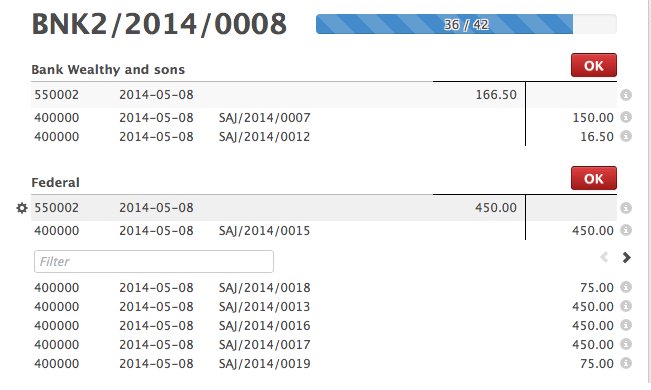 BNK2/2014/0008 36 / 42
Bank Wealthy and sons OK
550002 2014-05-08 166.50
400000 2014-05-08 SAJ/2014/0007 150.00
400000 2014-05-08 SAJ/2014/0012 16.50
Federal OK
550002 2014-05-08 450.00
400000 2014-05-08 SAJ/2014/0015 450.00
Filter
400000 2014-05-08 SAJ/2014/0018 75.00
400000 2014-05-08 SAJ/2014/0013 450.00
400000 2014-05-08 SAJ/2014/0016 450.00
400000 2014-05-08 SAJ/2014/0017 450.00
400000 2014-05-08 SAJ/2014/0019 75.00